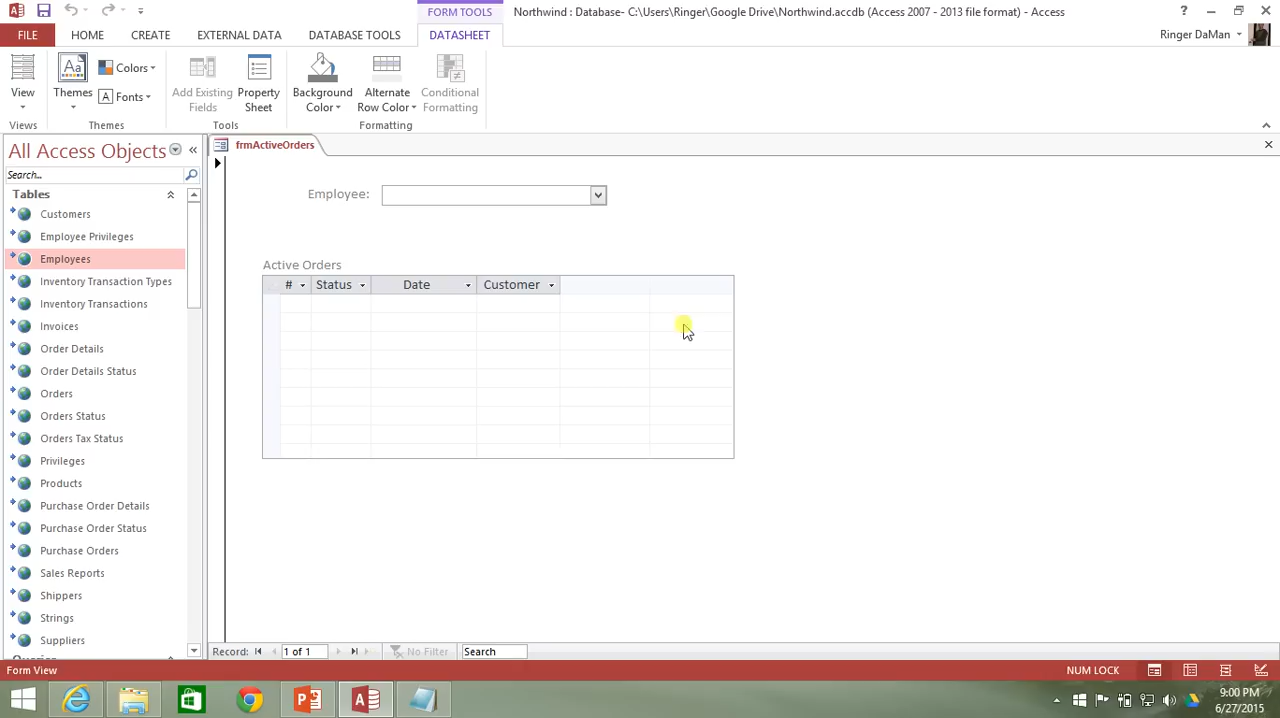 FORM TOOLS
Northwind : Database- C:\Users\Ringer\Google Drive\Northwind.accdb (Access 2007 - 2013 file format) - Access
?
FILE
HOME
CREATE
EXTERNAL DATA
DATABASE TOOLS
DATASHEET
Ringer DaMan
View
Themes
Aa
Colors
A Fonts
Add Existing Fields
Property Sheet
Background Color
Alternate Row Color
Conditional Formatting
Views
Themes
Tools
Formatting
All Access Objects
Search...
Tables
Customers
Employee Privileges
Employees
Inventory Transaction Types
Inventory Transactions
Invoices
Order Details
Order Details Status
Orders
Orders Status
Orders Tax Status
Privileges
Products
Purchase Order Details
Purchase Order Status
Purchase Orders
Sales Reports
Shippers
Strings
Suppliers
frmActiveOrders
Employee:
Active Orders
# Status Date Customer
Record: 1 of 1 No Filter Search
Form View
NUM LOCK
9:00 PM
6/27/2015